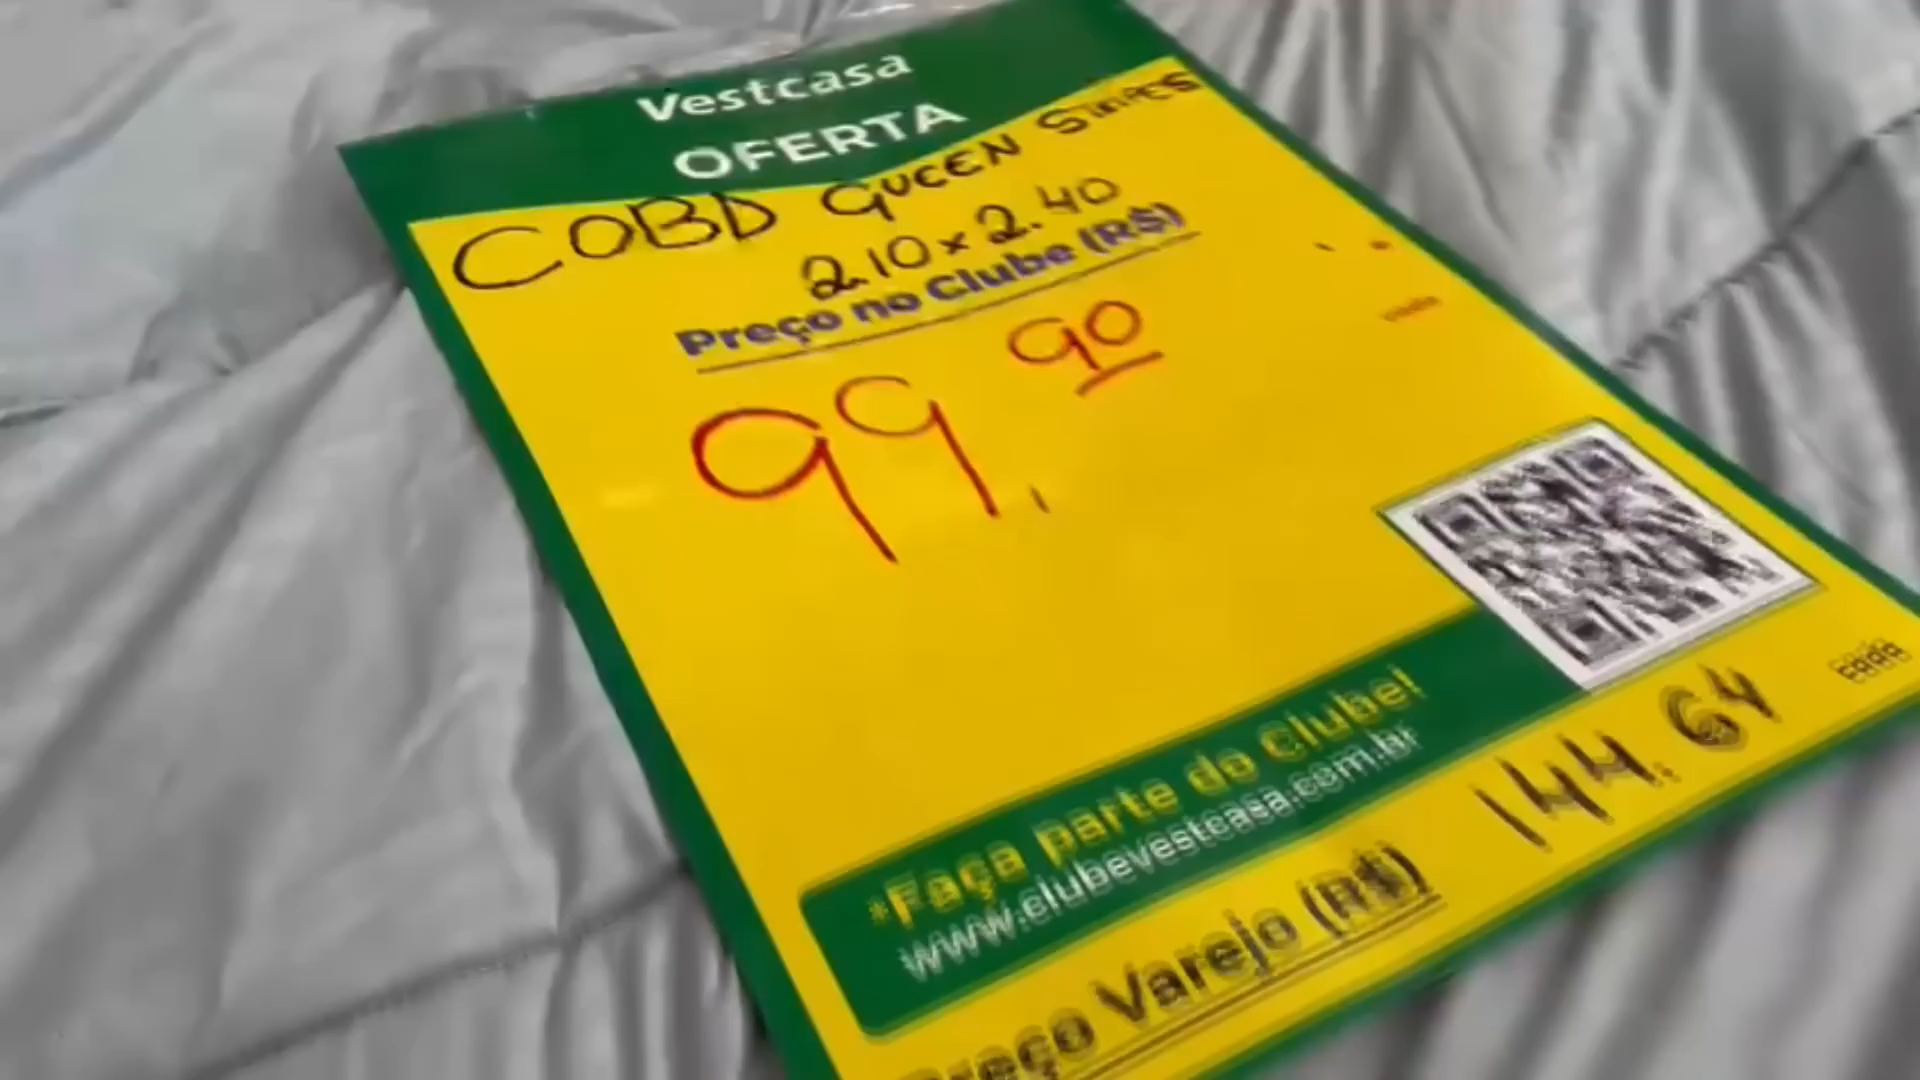 Vestcasa
OFERTA
COBD QUEEN
2.10 x 2.40
Preço no Clube (R$)
99,90
*Faça parte do Clube!
www.clubevestcasa.com.br
Preço Varejo (R$) 144.64
cada